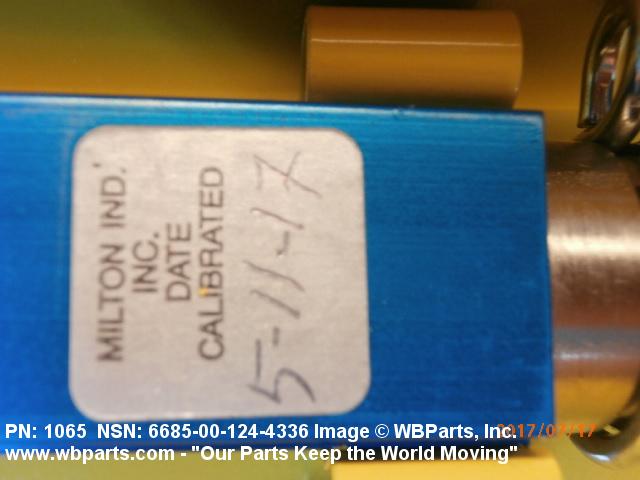 MILTON IND.
INC.
DATE
CALIBRATED
5-11-17
PN: 1065 NSN: 6685-00-124-4336 Image © WBParts, Inc.
2017/07/17
www.wbparts.com - "Our Parts Keep the World Moving"